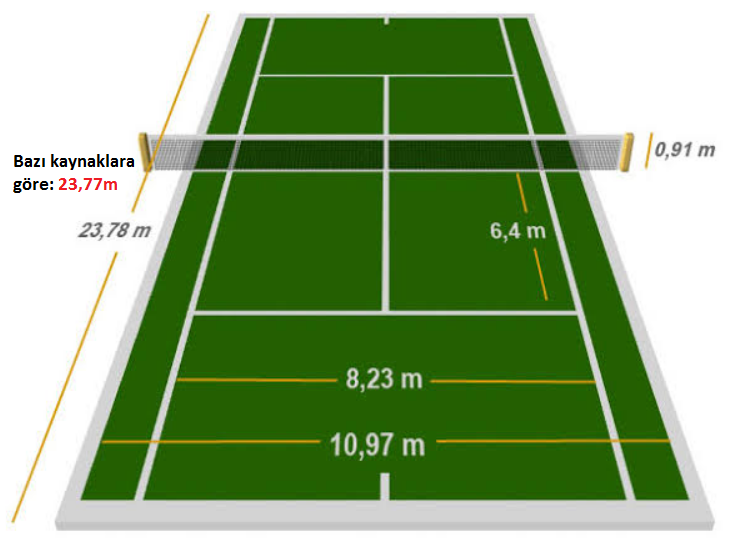 0,91 m
Bazı kaynaklara
göre: 23,77m
23,78 m
6,4 m
8,23 m
10,97 m